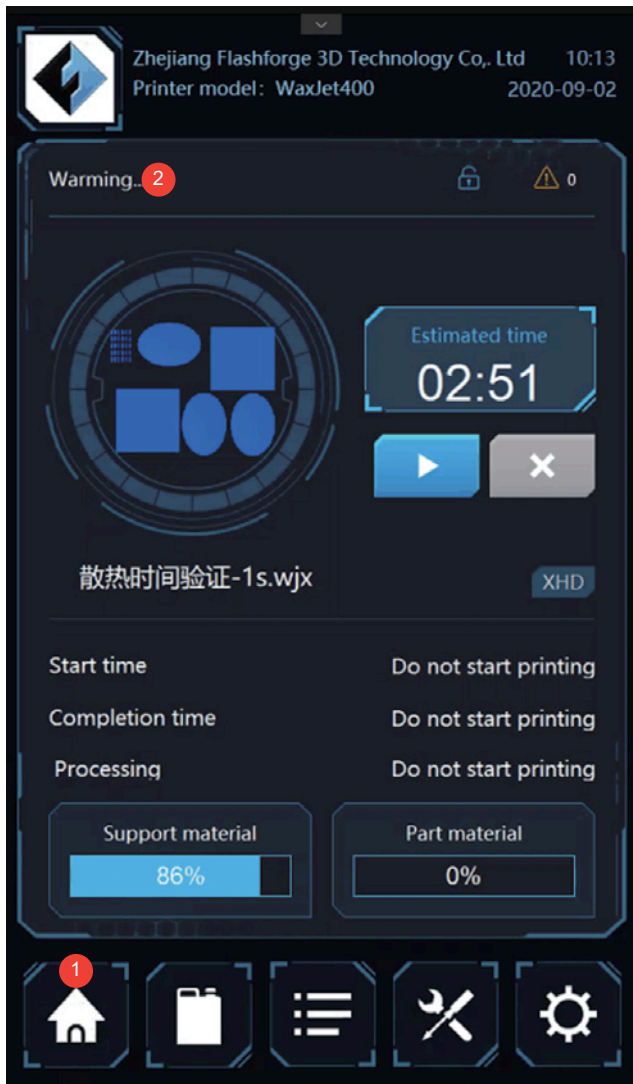 Zhejiang Flashforge 3D Technology Co,. Ltd 10:13
Printer model: WaxJet400 2020-09-02
Warming.. 2 0
Estimated time
02:51
散热时间验证-1s.wjx XHD
Start time Do not start printing
Completion time Do not start printing
Processing Do not start printing
Support material Part material
86% 0%
1